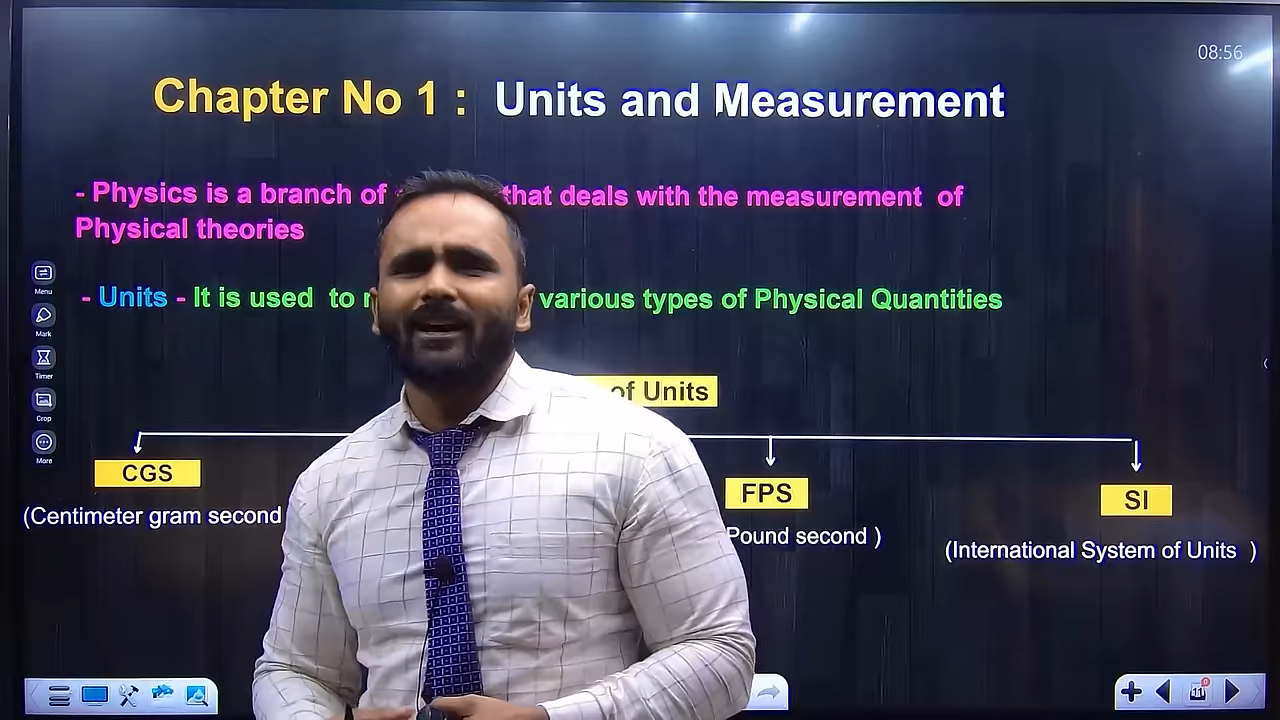 08:56
Chapter No 1 : Units and Measurement
- Physics is a branch of that deals with the measurement of
Physical theories
- Units - It is used to various types of Physical Quantities
of Units
CGS
FPS
SI
(Centimeter gram second
Pound second )
(International System of Units )
Menu
Mark
Timer
Crop
More
11